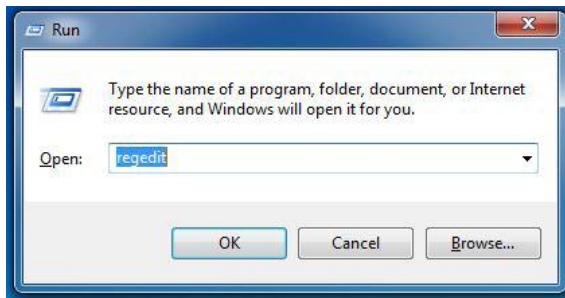 Run
Type the name of a program, folder, document, or Internet
resource, and Windows will open it for you.
Open: regedit
OK Cancel Browse...